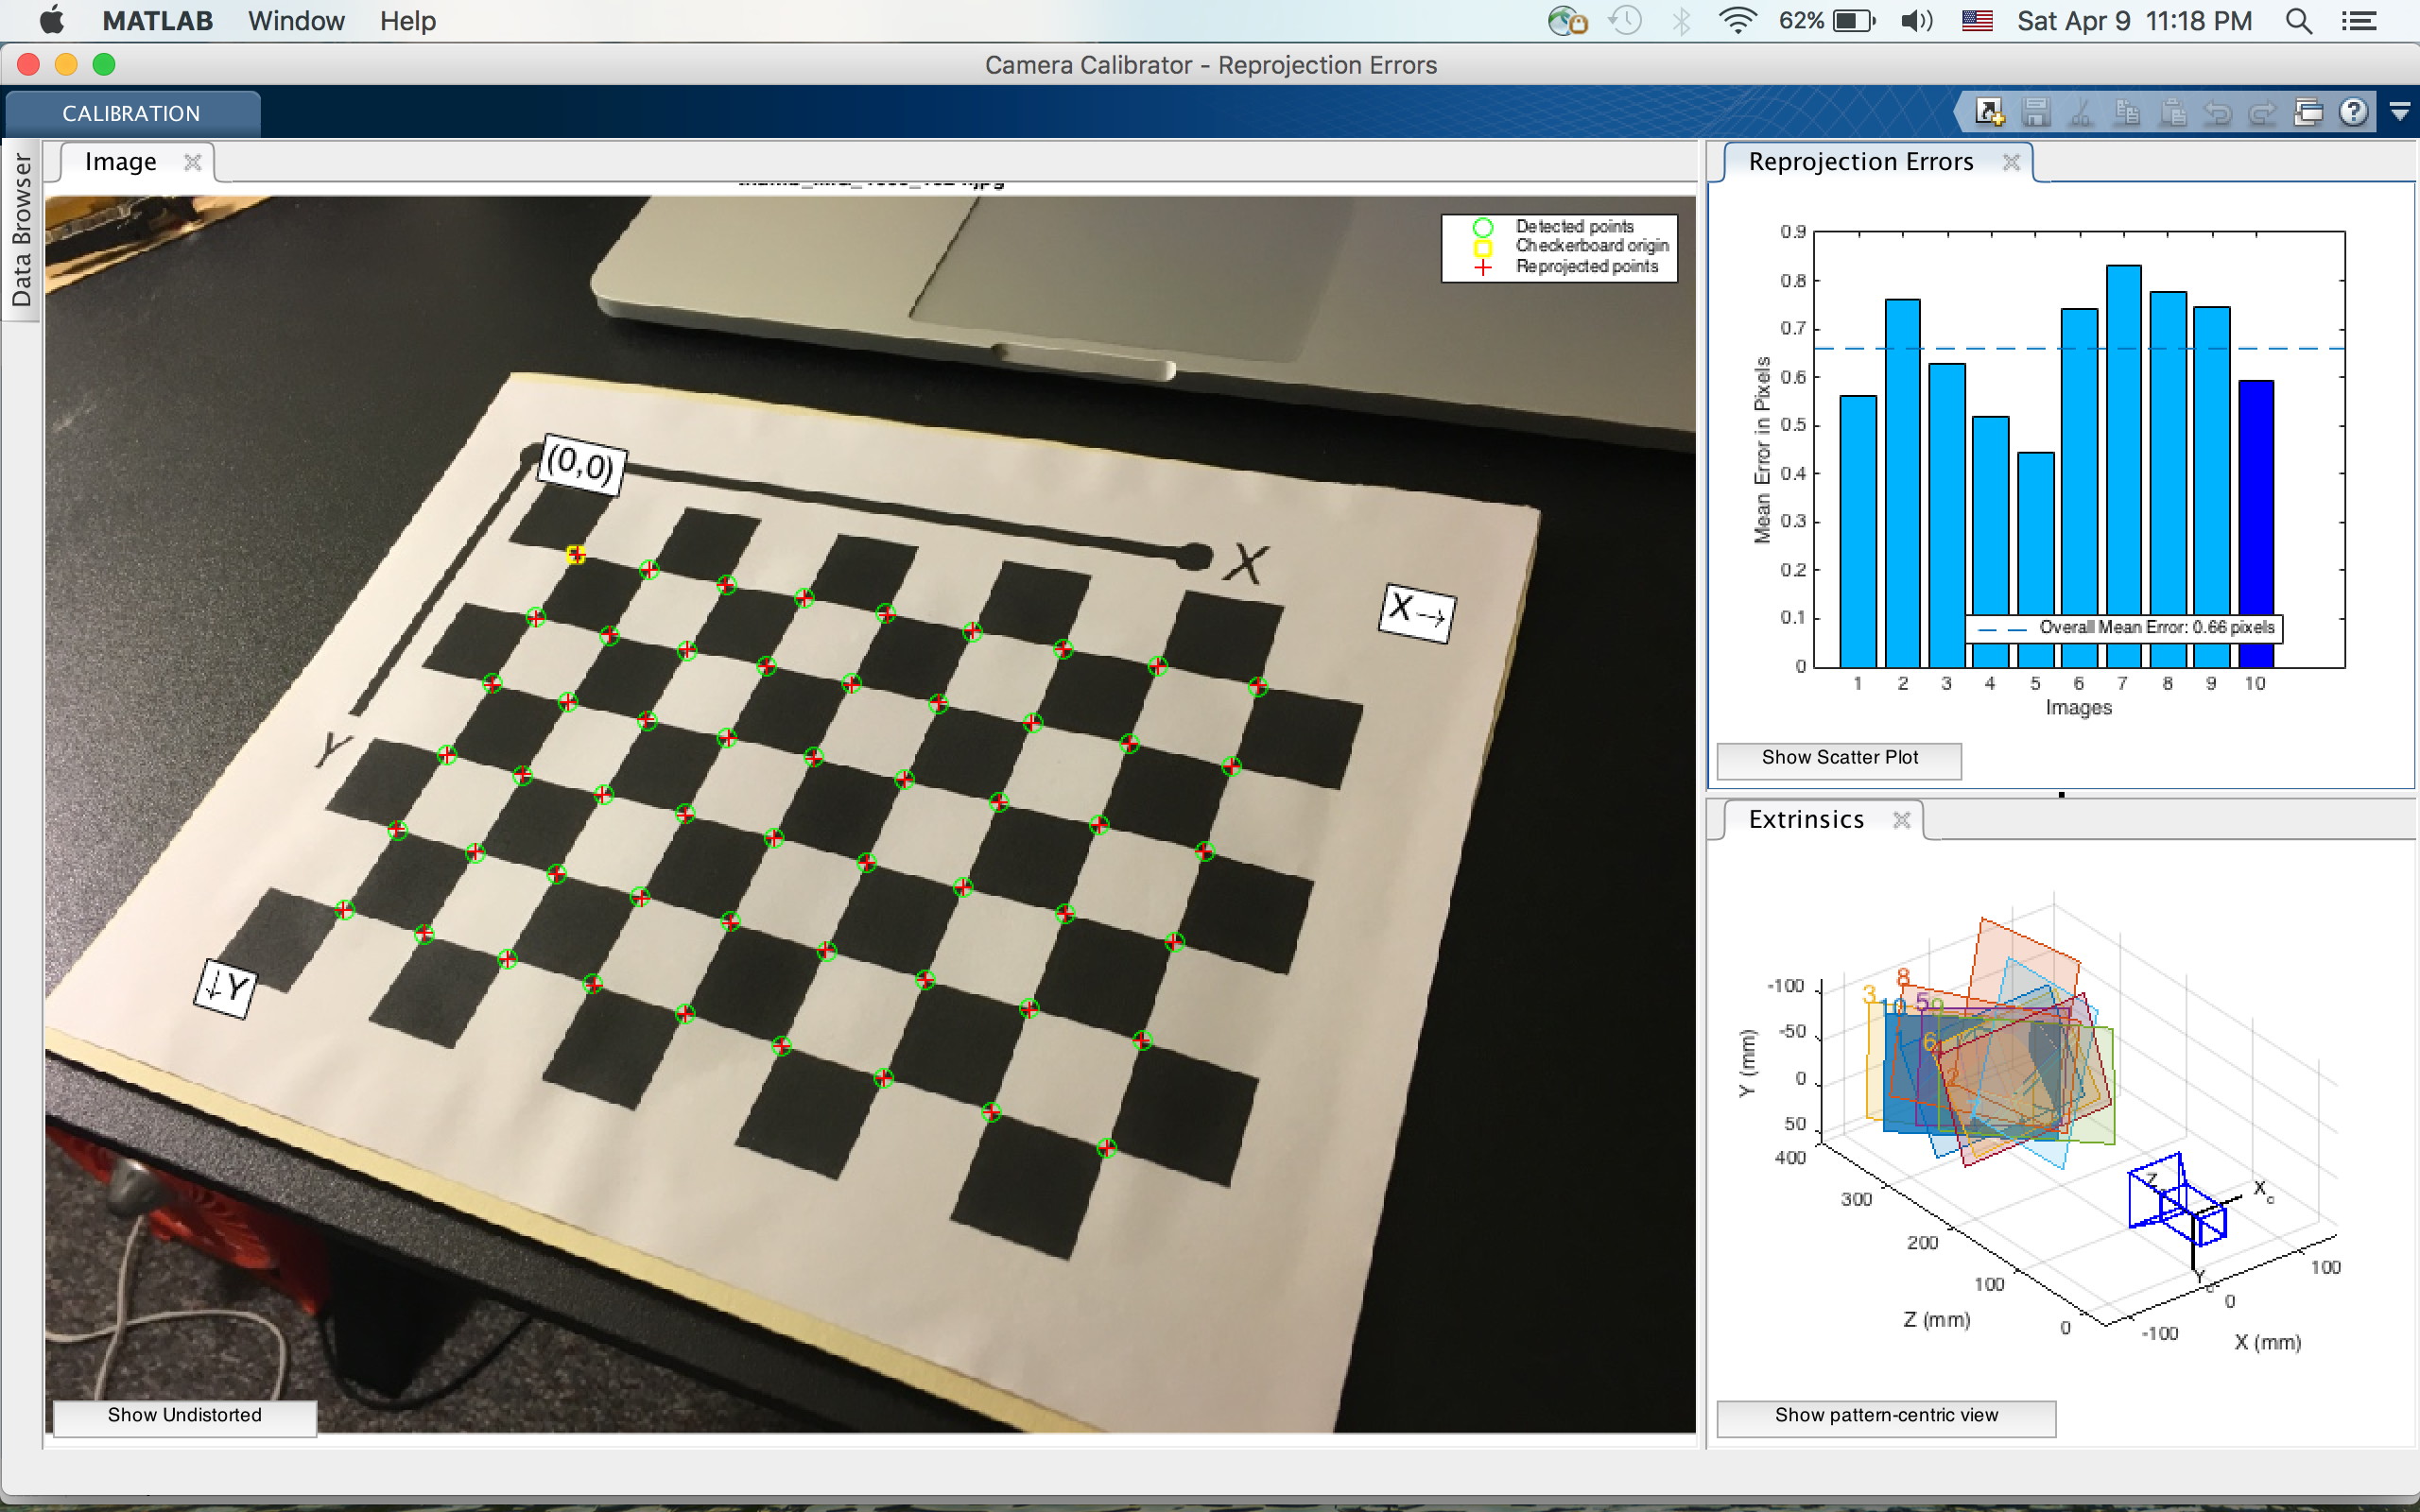 MATLAB Window Help
62% Sat Apr 9 11:18 PM
Camera Calibrator - Reprojection Errors
CALIBRATION
Data Browser
Image
Detected points
Checkerboard origin
Reprojected points
(0,0)
X
X→
Y
↓Y
Show Undistorted
Reprojection Errors
0.9
0.8
0.7
0.6
0.5
0.4
0.3
0.2
0.1
0
Mean Error in Pixels
Overall Mean Error: 0.66 pixels
1 2 3 4 5 6 7 8 9 10
Images
Show Scatter Plot
Extrinsics
8
3 10 5 9
6
2
-100
-50
0
50
Y (mm)
400
300
200
100
0
Z (mm)
-100
0
100
X (mm)
Z
Xc
Yc
Show pattern-centric view